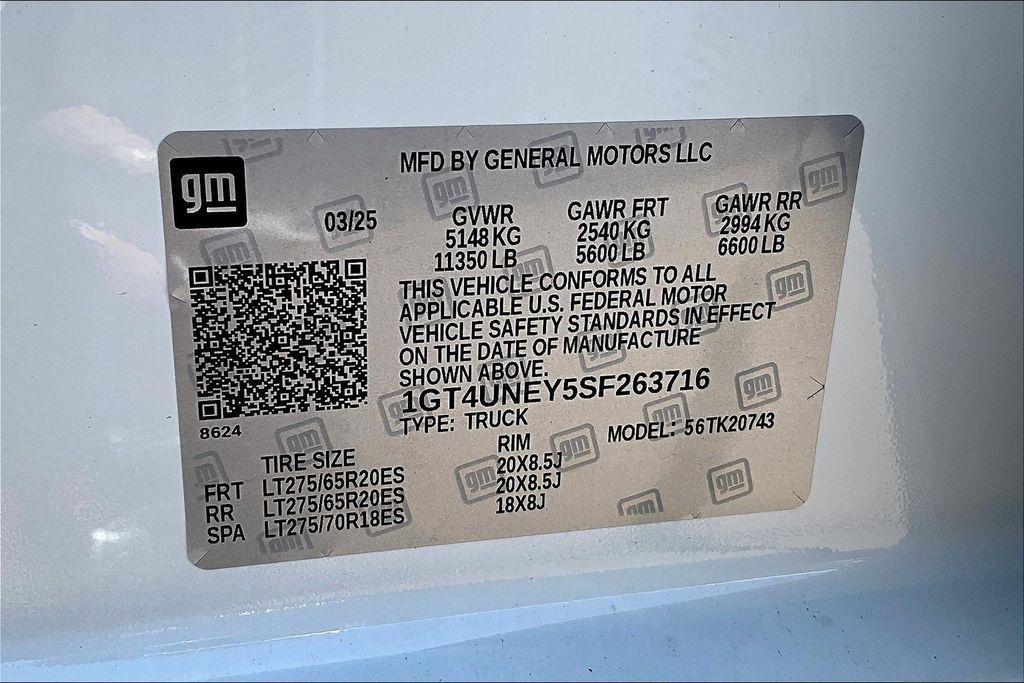 gm
MFD BY GENERAL MOTORS LLC
03/25
GVWR GAWR FRT GAWR RR
5148 KG 2540 KG 2994 KG
11350 LB 5600 LB 6600 LB
THIS VEHICLE CONFORMS TO ALL
APPLICABLE U.S. FEDERAL MOTOR
VEHICLE SAFETY STANDARDS IN EFFECT
ON THE DATE OF MANUFACTURE
SHOWN ABOVE.
1GT4UNEY5SF263716
8624
TYPE: TRUCK MODEL: 56TK20743
TIRE SIZE RIM
FRT LT275/65R20ES 20X8.5J
RR LT275/65R20ES 20X8.5J
SPA LT275/70R18ES 18X8J